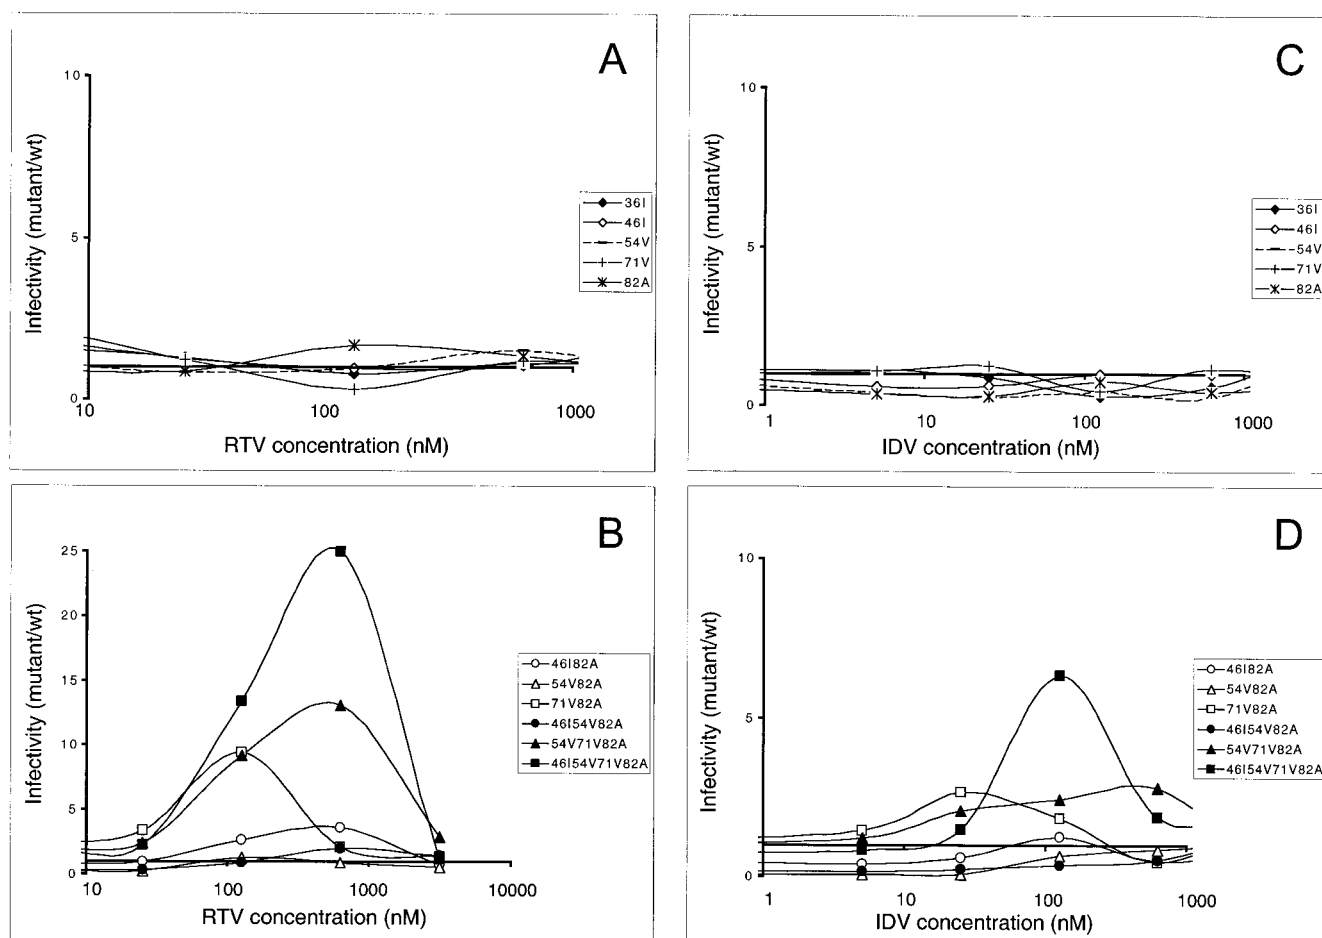 A
10
5
0
Infectivity (mutant/wt)
36I
46I
54V
71V
82A
10
100
1000
RTV concentration (nM)
C
10
5
0
Infectivity (mutant/wt)
36I
46I
54V
71V
82A
1
10
100
1000
IDV concentration (nM)
B
25
20
15
10
5
0
Infectivity (mutant/wt)
46I82A
54V82A
71V82A
46I54V82A
54V71V82A
46I54V71V82A
10
100
1000
10000
RTV concentration (nM)
D
10
5
0
Infectivity (mutant/wt)
46I82A
54V82A
71V82A
46I54V82A
54V71V82A
46I54V71V82A
1
10
100
1000
IDV concentration (nM)